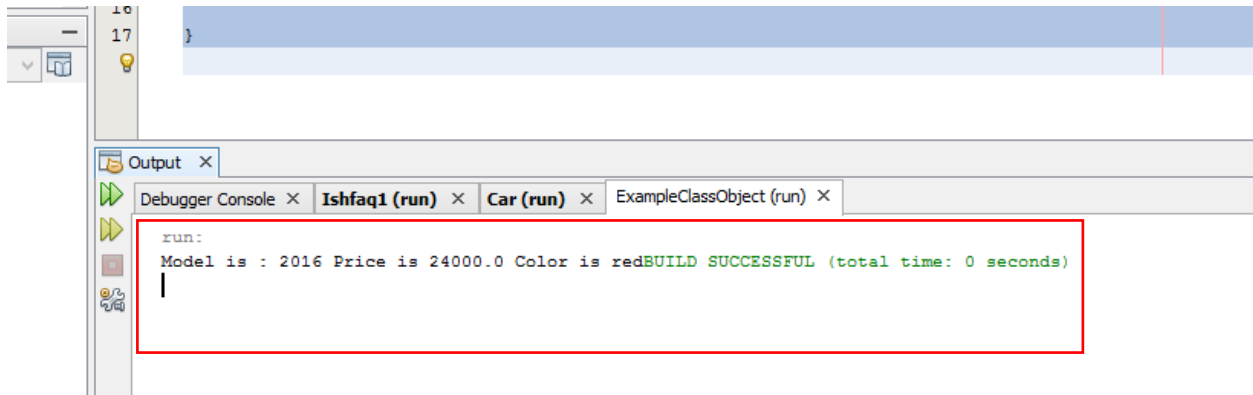 16
17 }
Output
Debugger Console Ishfaq1 (run) Car (run) ExampleClassObject (run)
run:
Model is : 2016 Price is 24000.0 Color is redBUILD SUCCESSFUL (total time: 0 seconds)